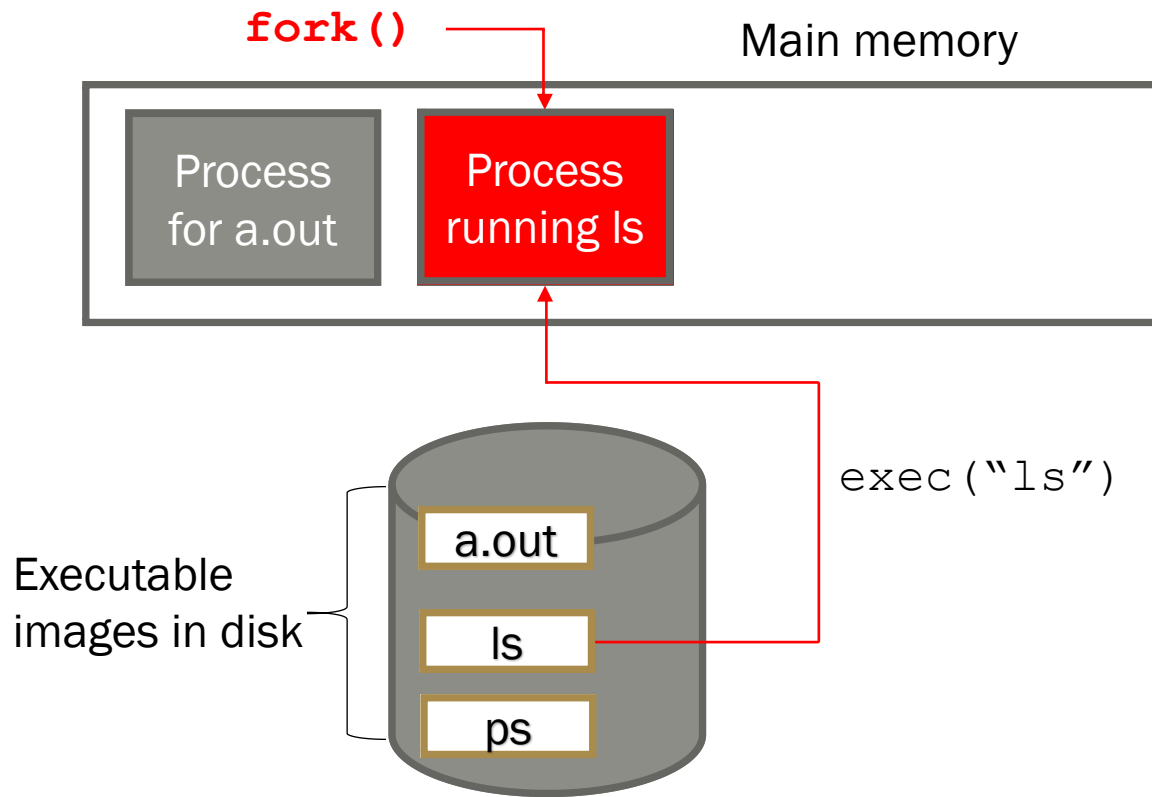 fork()
Main memory
Process
for a.out
Process
running ls
exec(“ls”)
a.out
Executable
images in disk
ls
ps